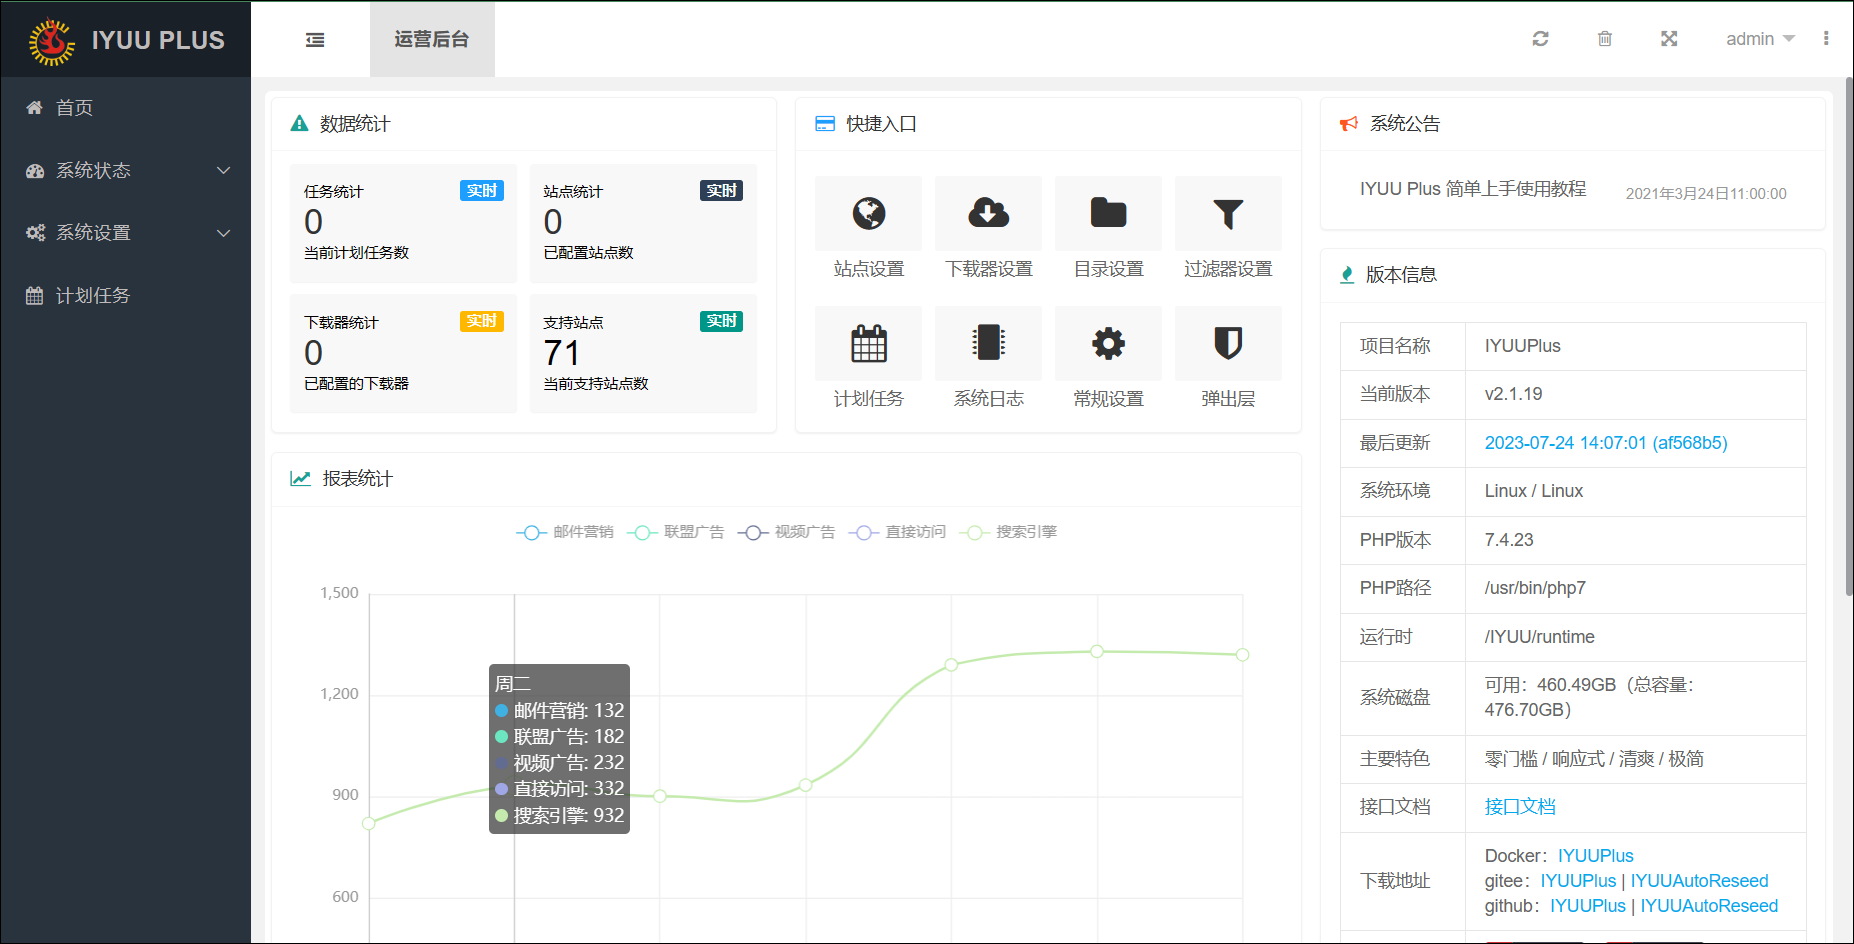 IYUU PLUS
运营后台
admin
首页
系统状态
系统设置
计划任务
数据统计
任务统计
实时
0
当前计划任务数
站点统计
实时
0
已配置站点数
下载器统计
实时
0
已配置的下载器
支持站点
实时
71
当前支持站点数
快捷入口
站点设置
下载器设置
目录设置
过滤器设置
计划任务
系统日志
常规设置
弹出层
报表统计
邮件营销
联盟广告
视频广告
直接访问
搜索引擎
1,500
1,200
900
600
周二
邮件营销: 132
联盟广告: 182
视频广告: 232
直接访问: 332
搜索引擎: 932
系统公告
IYUU Plus 简单上手使用教程
2021年3月24日11:00:00
版本信息
项目名称
IYUUPlus
当前版本
v2.1.19
最后更新
2023-07-24 14:07:01 (af568b5)
系统环境
Linux / Linux
PHP版本
7.4.23
PHP路径
/usr/bin/php7
运行时
/IYUU/runtime
系统磁盘
可用：460.49GB（总容量：
476.70GB）
主要特色
零门槛 / 响应式 / 清爽 / 极简
接口文档
接口文档
下载地址
Docker：IYUUPlus
gitee：IYUUPlus | IYUUAutoReseed
github：IYUUPlus | IYUUAutoReseed